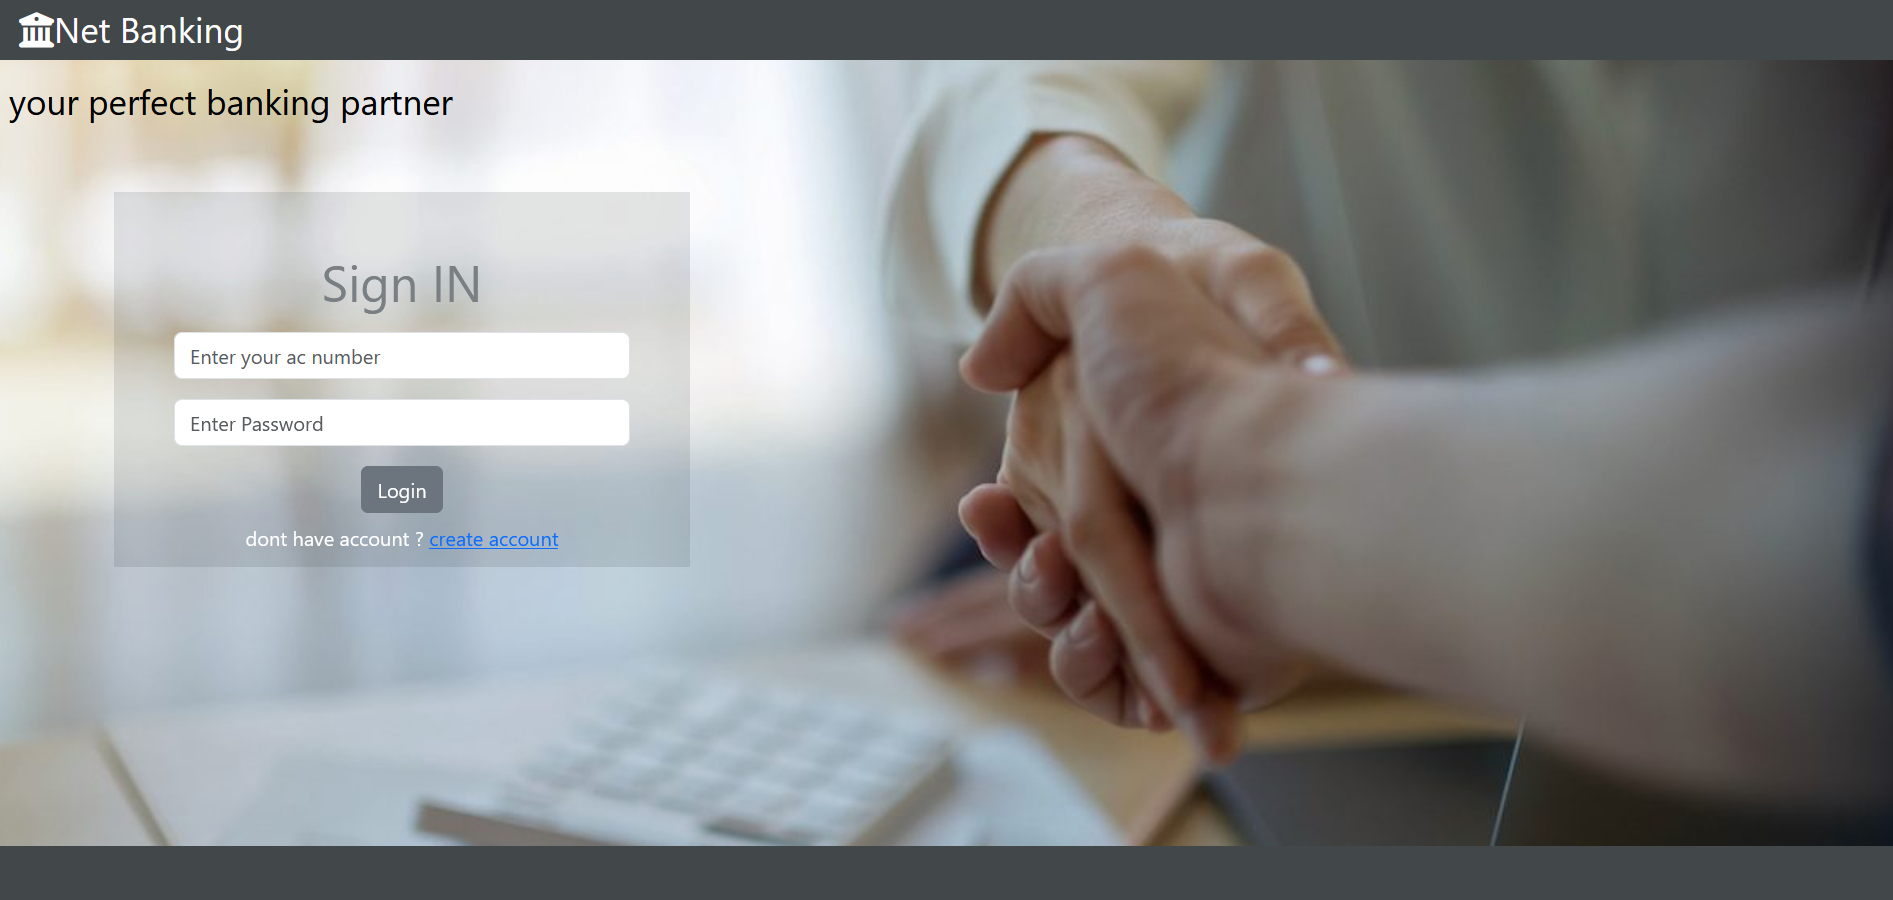 Net Banking
your perfect banking partner
Sign IN
Enter your ac number
Enter Password
Login
dont have account ? create account